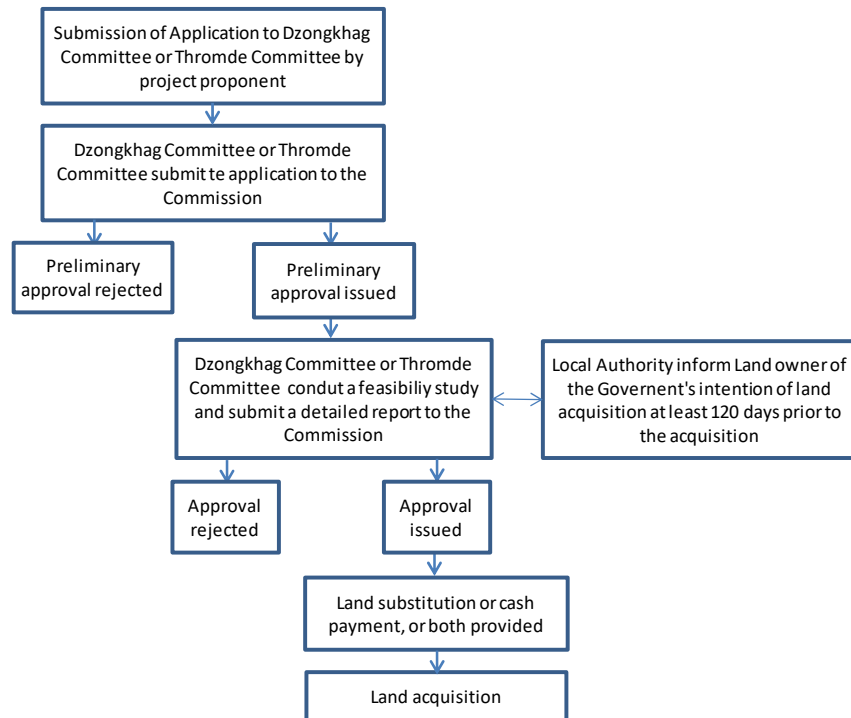 Submission of Application to Dzongkhag
Committee or Thromde Committee by
project proponent
Dzongkhag Committee or Thromde
Committee submit te application to the
Commission
Preliminary
approval rejected
Preliminary
approval issued
Dzongkhag Committee or Thromde
Committee condut a feasibiliy study
and submit a detailed report to the
Commission
Local Authority inform Land owner of
the Governent's intention of land
acquisition at least 120 days prior to
the acquisition
Approval
rejected
Approval
issued
Land substitution or cash
payment, or both provided
Land acquisition